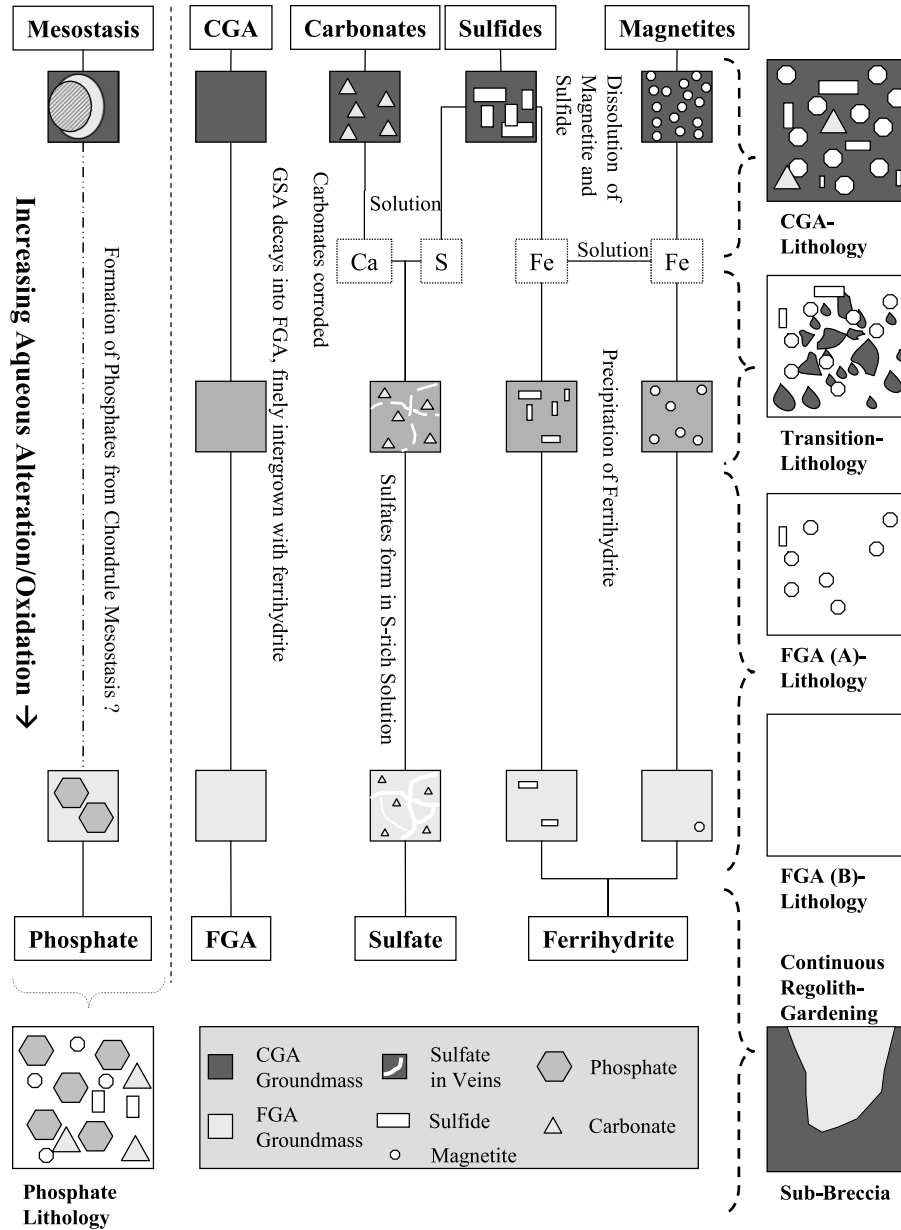 Mesostasis
CGA
Carbonates
Sulfides
Magnetites
Dissolution of
Magnetite and
Sulfide
Solution
Carbonates corroded
GSA decays into FGA, finely intergrown with ferrihydrite
Formation of Phosphates from Chondrule Mesostasis ?
Increasing Aqueous Alteration/Oxidation →
Ca
S
Fe
Solution
Fe
Precipitation of Ferrihydrite
Sulfates form in S-rich Solution
Phosphate
FGA
Sulfate
Ferrihydrite
CGA-
Lithology
Transition-
Lithology
FGA (A)-
Lithology
FGA (B)-
Lithology
Continuous
Regolith-
Gardening
Sub-Breccia
Phosphate
Lithology
CGA
Groundmass
FGA
Groundmass
Sulfate
in Veins
Sulfide
Magnetite
Phosphate
Carbonate